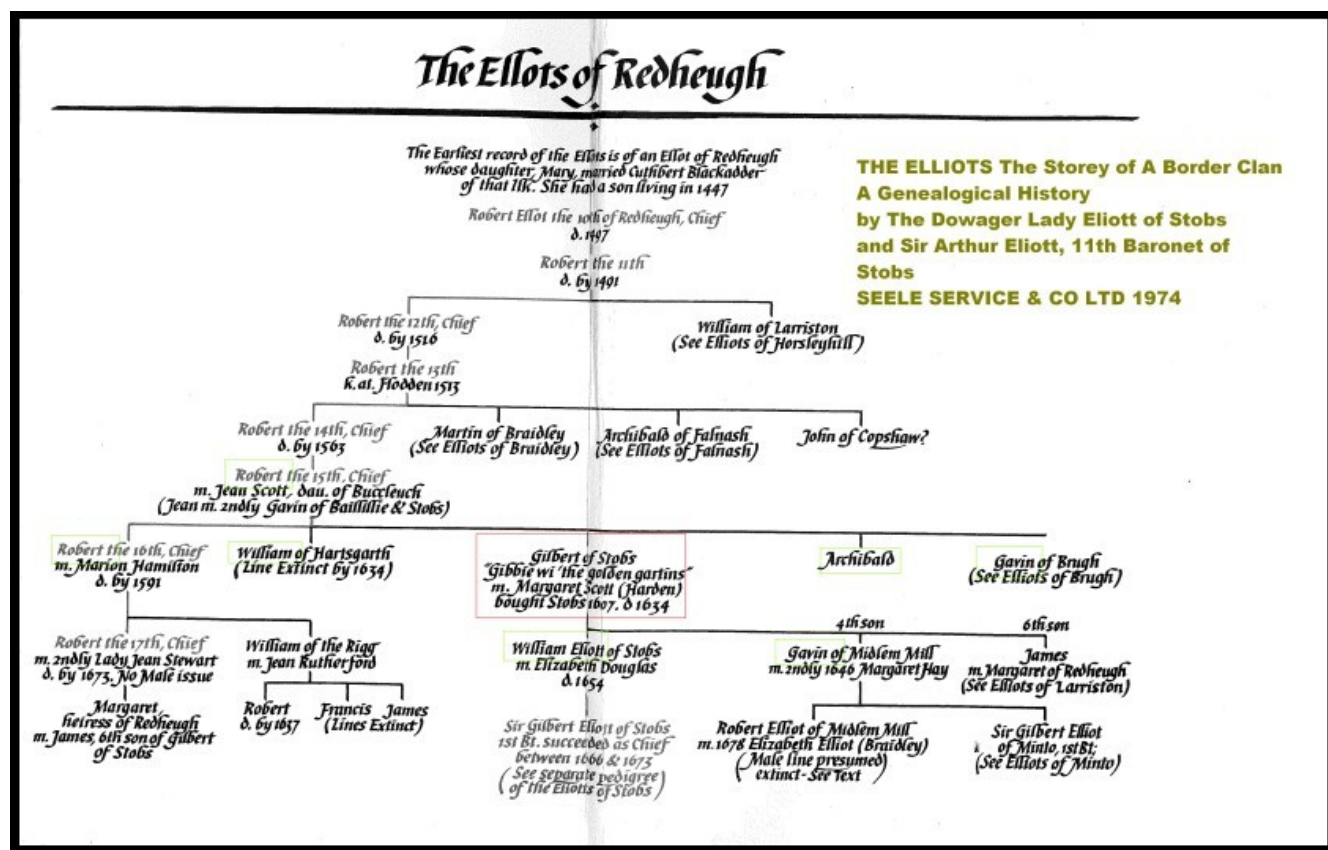 The Ellots of Redheugh
The Earliest record of the Ellots is of an Ellot of Redheugh
whose daughter, Mary, married Cuthbert Blackadder
of that Ilk. She had a son living in 1447
THE ELLIOTS The Storey of A Border Clan
A Genealogical History
by The Dowager Lady Eliott of Stobs
and Sir Arthur Eliott, 11th Baronet of
Stobs
SEELE SERVICE & CO LTD 1974
Robert Ellot the 10th of Redheugh, Chief
d. 1497
Robert the 11th
d. by 1491
Robert the 12th, Chief
d. by 1516
William of Larriston
(See Elliots of Horsleyhill)
Robert the 13th
k. at. Flodden 1513
Robert the 14th, Chief
d. by 1563
Martin of Braidley
(See Elliots of Braidley)
Archibald of Falnash
(See Elliots of Falnash)
John of Copshaw?
Robert the 15th, Chief
m. Jean Scott, dau. of Buccleuch
(Jean m. 2ndly Gavin of Baillillie & Stobs)
Robert the 16th, Chief
m. Marion Hamilton
d. by 1591
William of Hartsgarth
(Line Extinct by 1634)
Gilbert of Stobs
"Gibbie wi 'the golden gartins"
m. Margaret Scott (Harden)
bought Stobs 1607. d 1634
Archibald
Gavin of Brugh
(See Elliots of Brugh)
Robert the 17th, Chief
m. 2ndly Lady Jean Stewart
d. by 1673, No Male issue
William of the Rigg
m. Jean Rutherford
William Eliott of Stobs
m. Elizabeth Douglas
d. 1654
4th son
Gavin of Midlem Mill
m. 2ndly 1646 Margaret Hay
6th son
James
m. Margaret of Redheugh
(See Elliots of Larriston)
Margaret,
heiress of Redheugh
m. James, 6th son of Gilbert
of Stobs
Robert
d. by 1637
Francis James
(Lines Extinct)
Sir Gilbert Eliott of Stobs
1st Bt. succeeded as Chief
between 1666 & 1673
(See separate pedigree
of the Eliotts of Stobs)
Robert Elliot of Midlem Mill
m. 1678 Elizabeth Elliot (Braidley)
(Male line presumed)
extinct - See Text
Sir Gilbert Elliot
of Minto, 1st Bt;
(See Elliots of Minto)